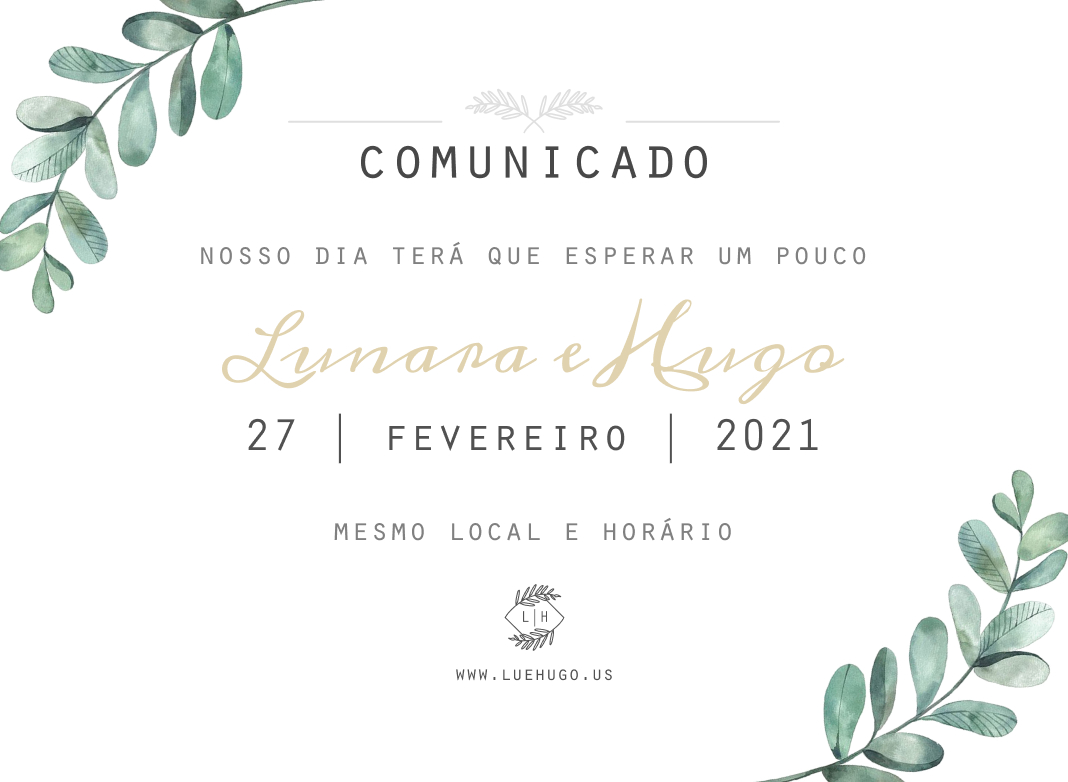 COMUNICADO
NOSSO DIA TERÁ QUE ESPERAR UM POUCO
Lunara e Hugo
27 | FEVEREIRO | 2021
MESMO LOCAL E HORÁRIO
L|H
WWW.LUEHUGO.US